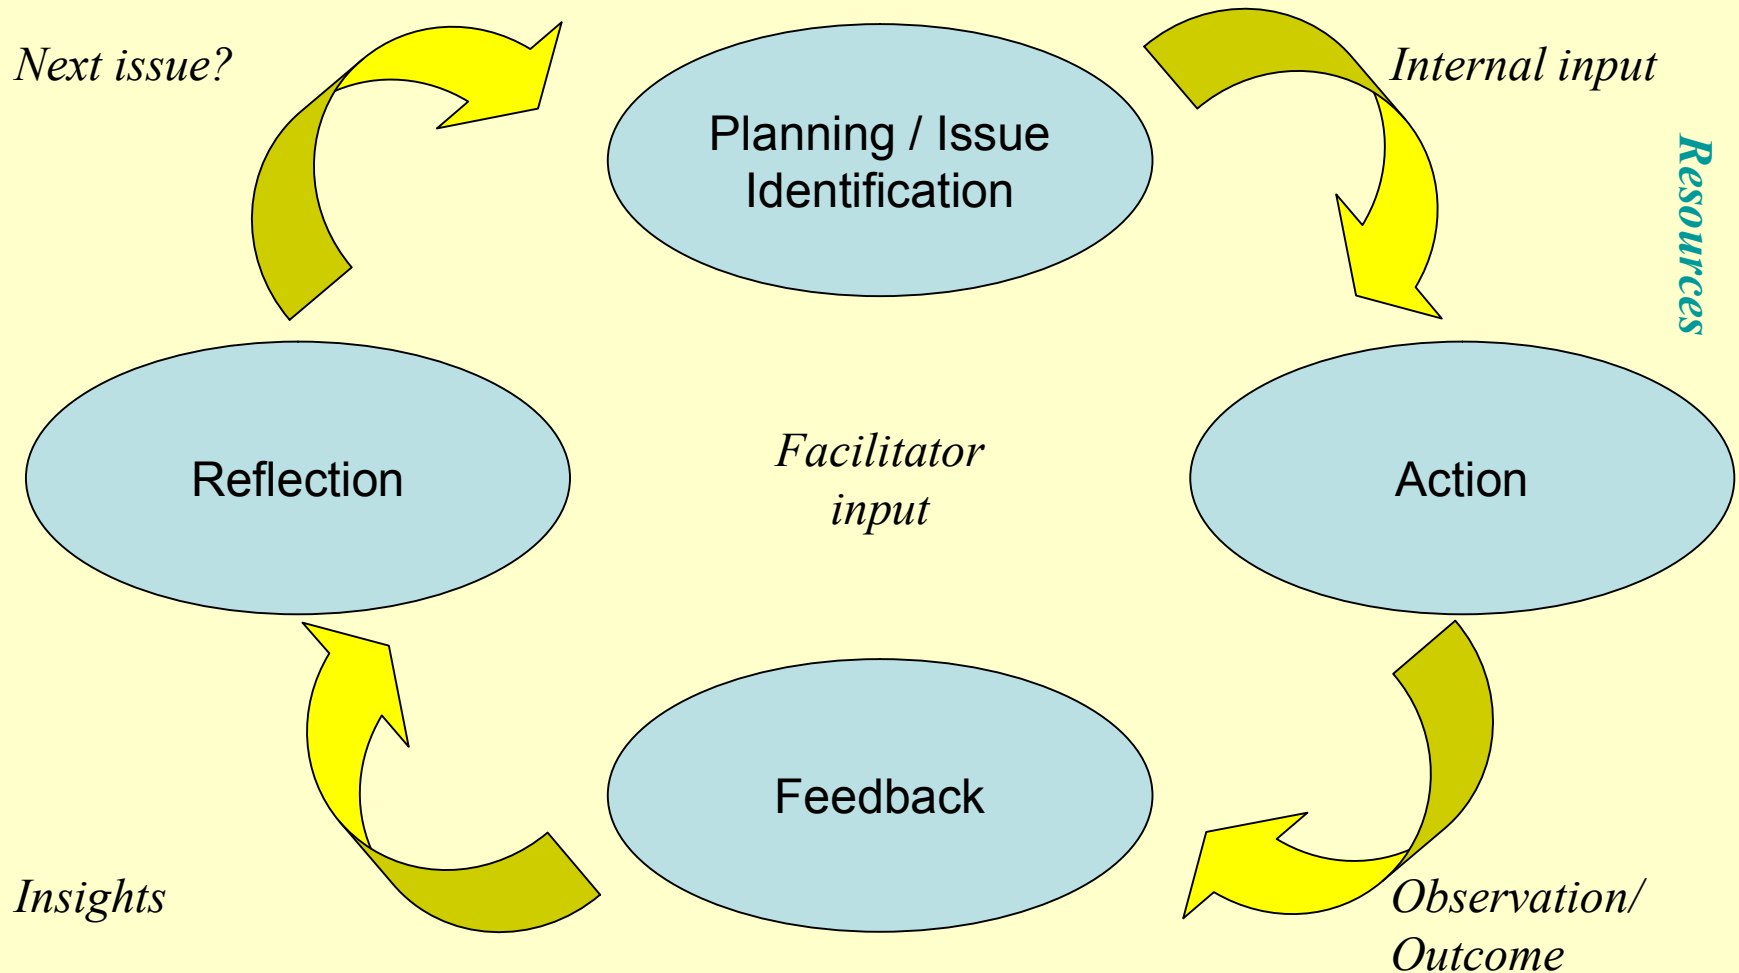 Next issue?
Planning / Issue
Identification
Internal input
Resources
Reflection
Facilitator
input
Action
Feedback
Insights
Observation/
Outcome